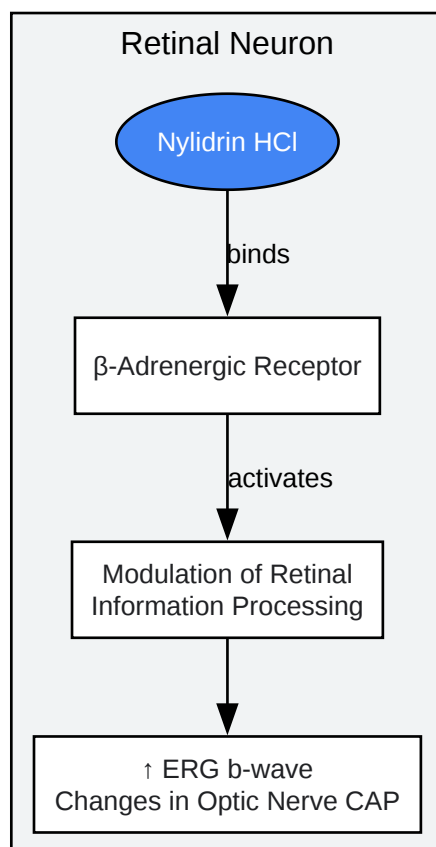 Retinal Neuron
Nylidrin HCl
binds
β-Adrenergic Receptor
activates
Modulation of Retinal
Information Processing
↑ ERG b-wave
Changes in Optic Nerve CAP